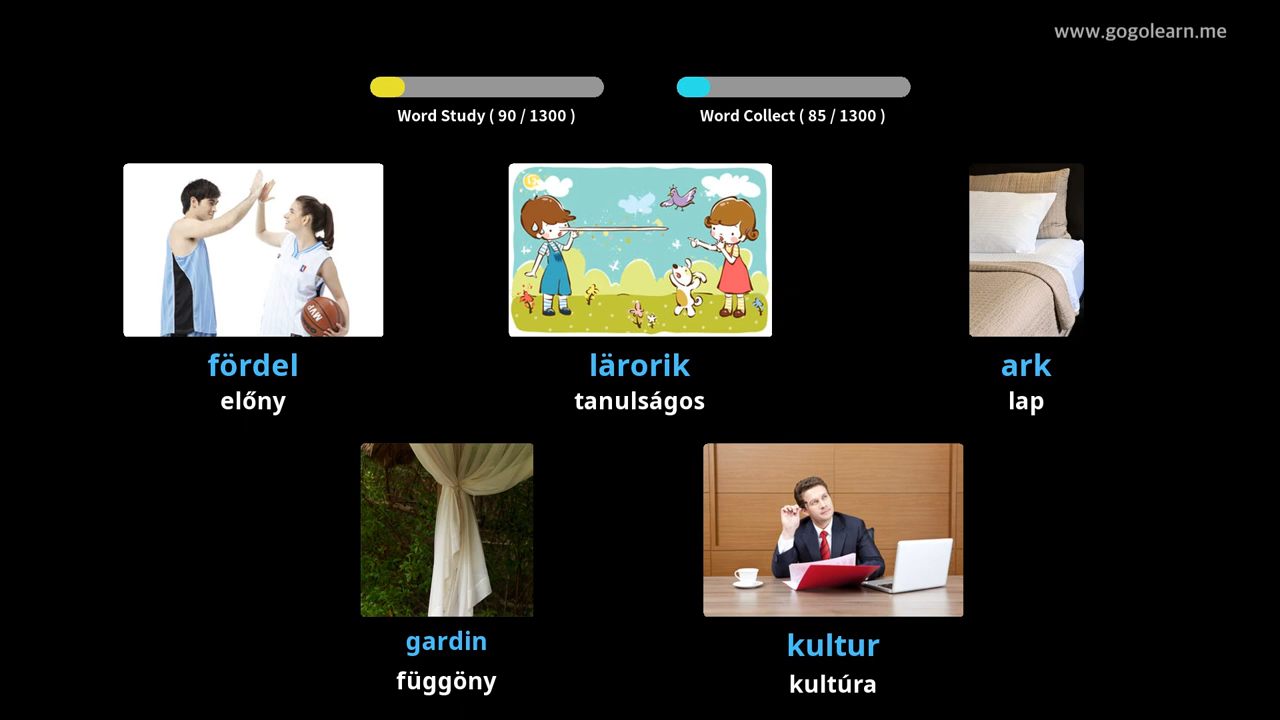 www.gogolearn.me
Word Study ( 90 / 1300 )
Word Collect ( 85 / 1300 )
fördel
előny
lärorik
tanulságos
ark
lap
gardin
függöny
kultur
kultúra